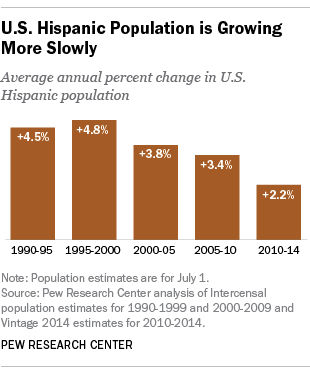 U.S. Hispanic Population is Growing
More Slowly
Average annual percent change in U.S.
Hispanic population
+4.5% +4.8% +3.8% +3.4% +2.2%
1990-95 1995-2000 2000-05 2005-10 2010-14
Note: Population estimates are for July 1.
Source: Pew Research Center analysis of Intercensal
population estimates for 1990-1999 and 2000-2009 and
Vintage 2014 estimates for 2010-2014.
PEW RESEARCH CENTER